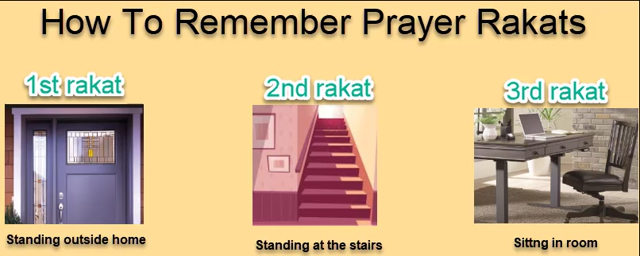 How To Remember Prayer Rakats
1st rakat
2nd rakat
3rd rakat
Standing outside home
Standing at the stairs
Sittng in room